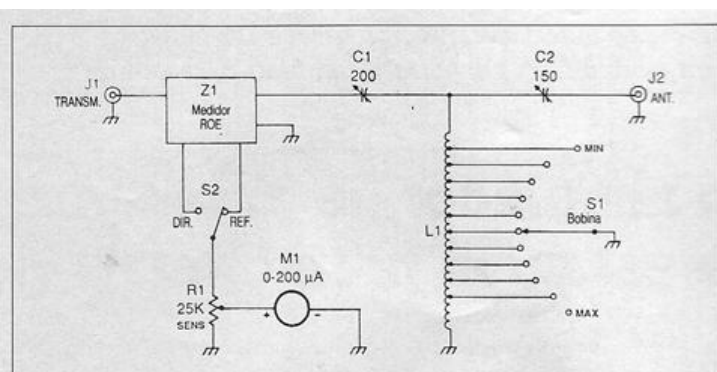 C1
200
C2
150
J1
TRANSM.
Z1
Medidor
ROE
J2
ANT.
MIN
S2
DIR.
REF.
L1
S1
Bobina
M1
0-200 µA
R1
25K
SENS
+
-
MAX